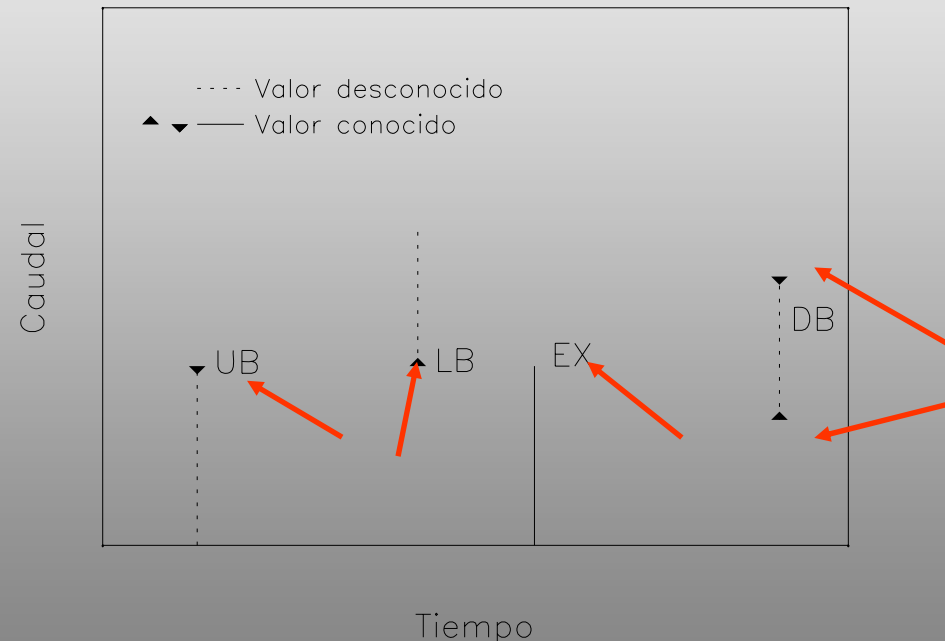 Valor desconocido
Valor conocido
Caudal
UB
LB
EX
DB
Tiempo